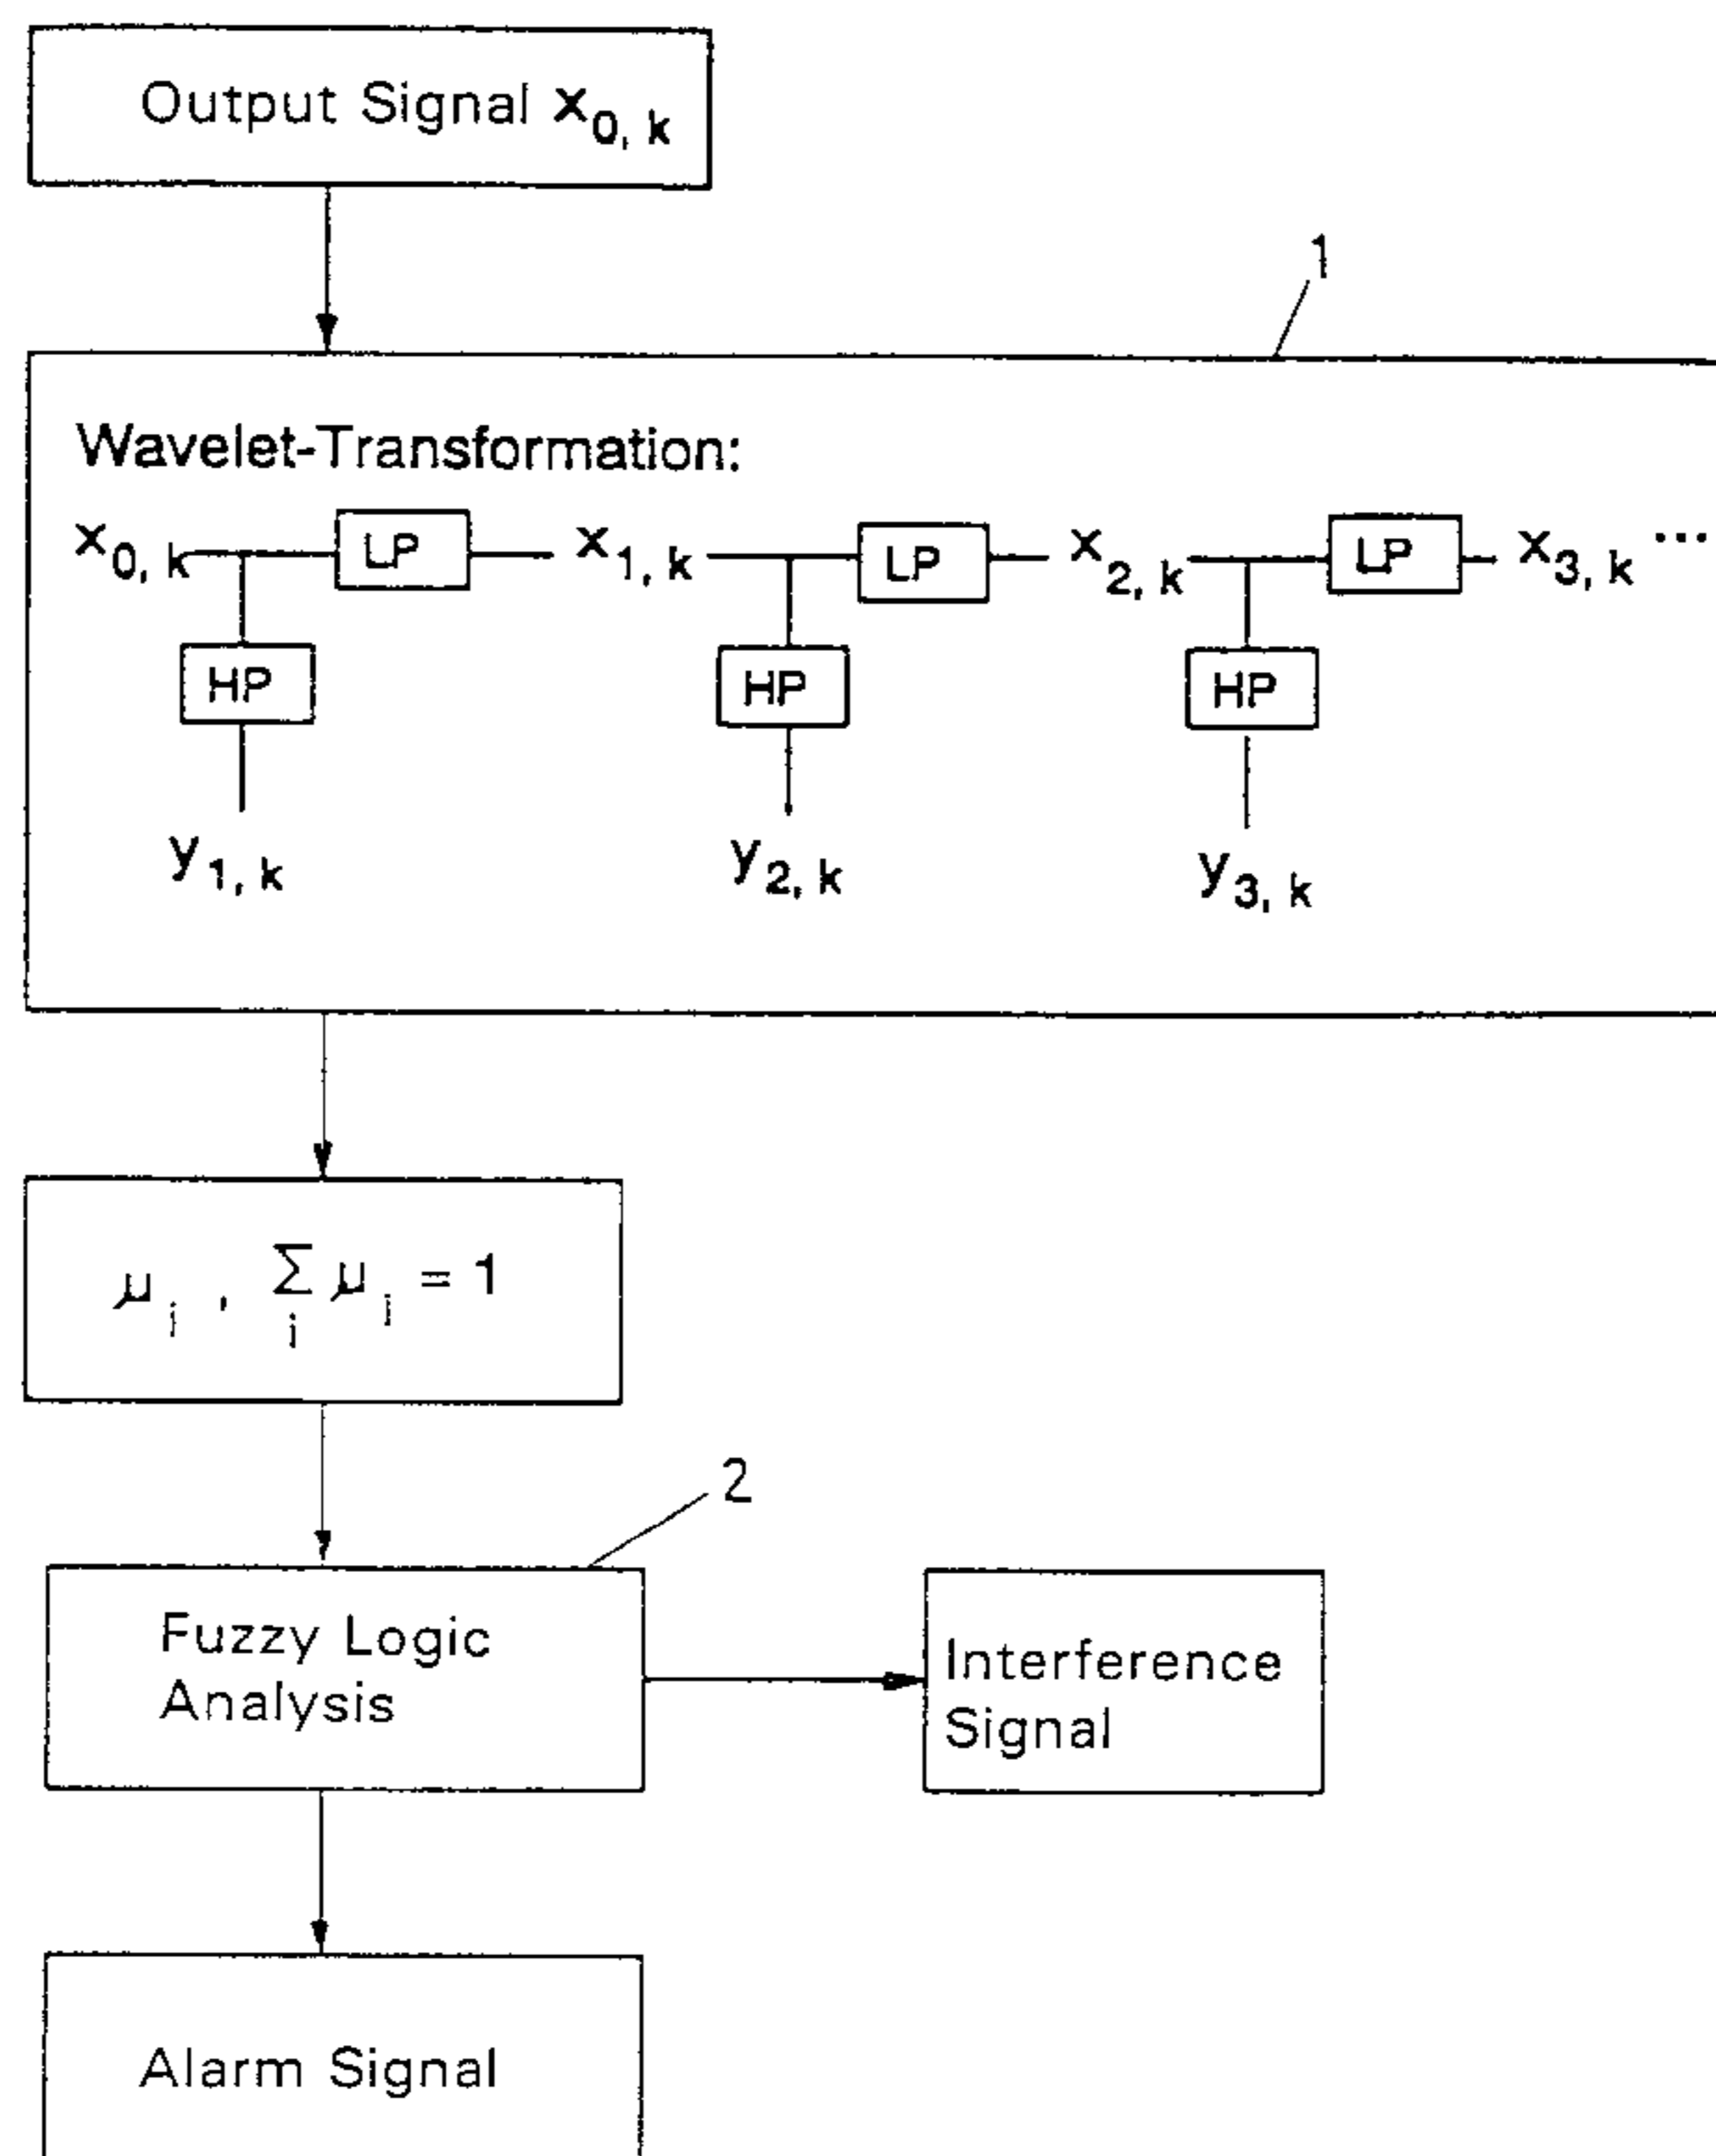 Output Signal x0, k
1
Wavelet-Transformation:
x0, k LP x1, k LP x2, k LP x3, k ...
HP HP HP
y1, k y2, k y3, k
μi , Σi μi = 1
2
Fuzzy Logic
Analysis
Interference
Signal
Alarm Signal